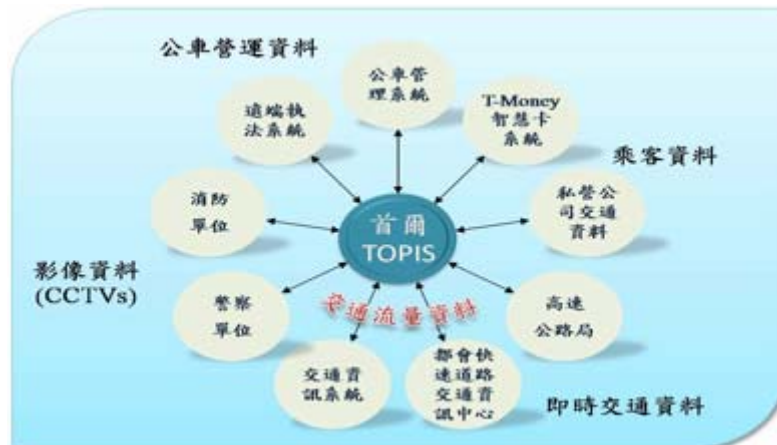 公車營運資料
公車管
理系統
遠端執
法系統
T-Money
智慧卡
系統
乘客資料
消防
單位
首爾
TOPIS
私營公
司交通
資料
影像資料
(CCTVs)
警察
單位
交通流量資料
高速
公路局
交通資
訊系統
都會快
速道路
交通資
訊中心
即時交通資料